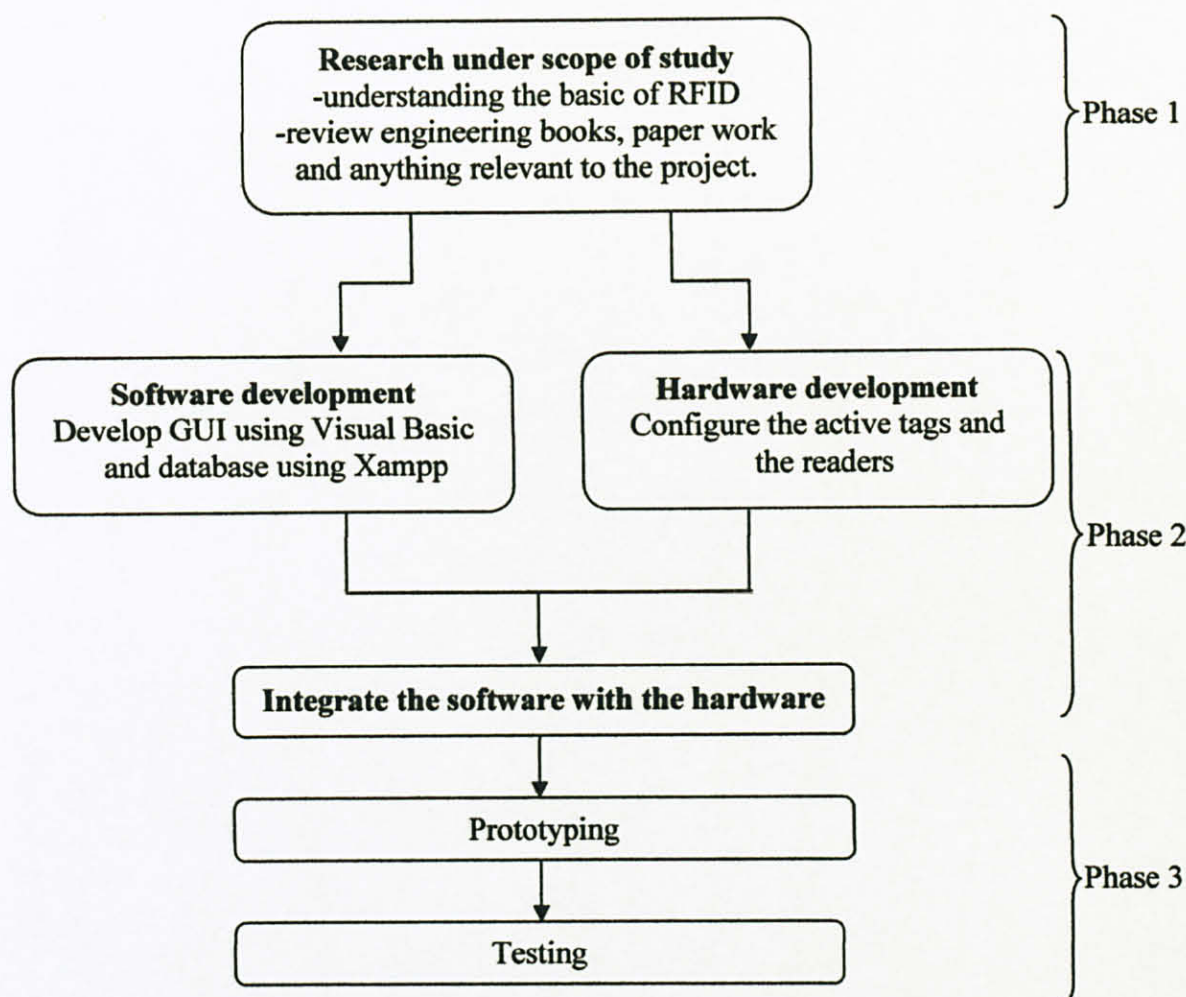 Research under scope of study
-understanding the basic of RFID
-review engineering books, paper work
and anything relevant to the project.
Phase 1
Software development
Develop GUI using Visual Basic
and database using Xampp
Hardware development
Configure the active tags and
the readers
Phase 2
Integrate the software with the hardware
Prototyping
Phase 3
Testing